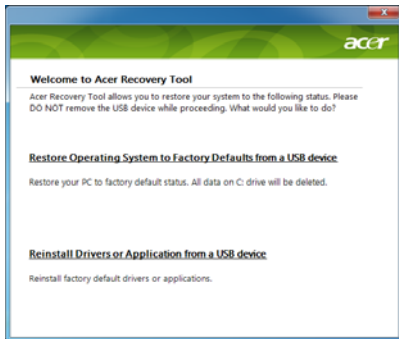 acer
Welcome to Acer Recovery Tool
Acer Recovery Tool allows you to restore your system to the following status. Please
DO NOT remove the USB device while proceeding. What would you like to do?
Restore Operating System to Factory Defaults from a USB device
Restore your PC to factory default status. All data on C: drive will be deleted.
Reinstall Drivers or Application from a USB device
Reinstall factory default drivers or applications.